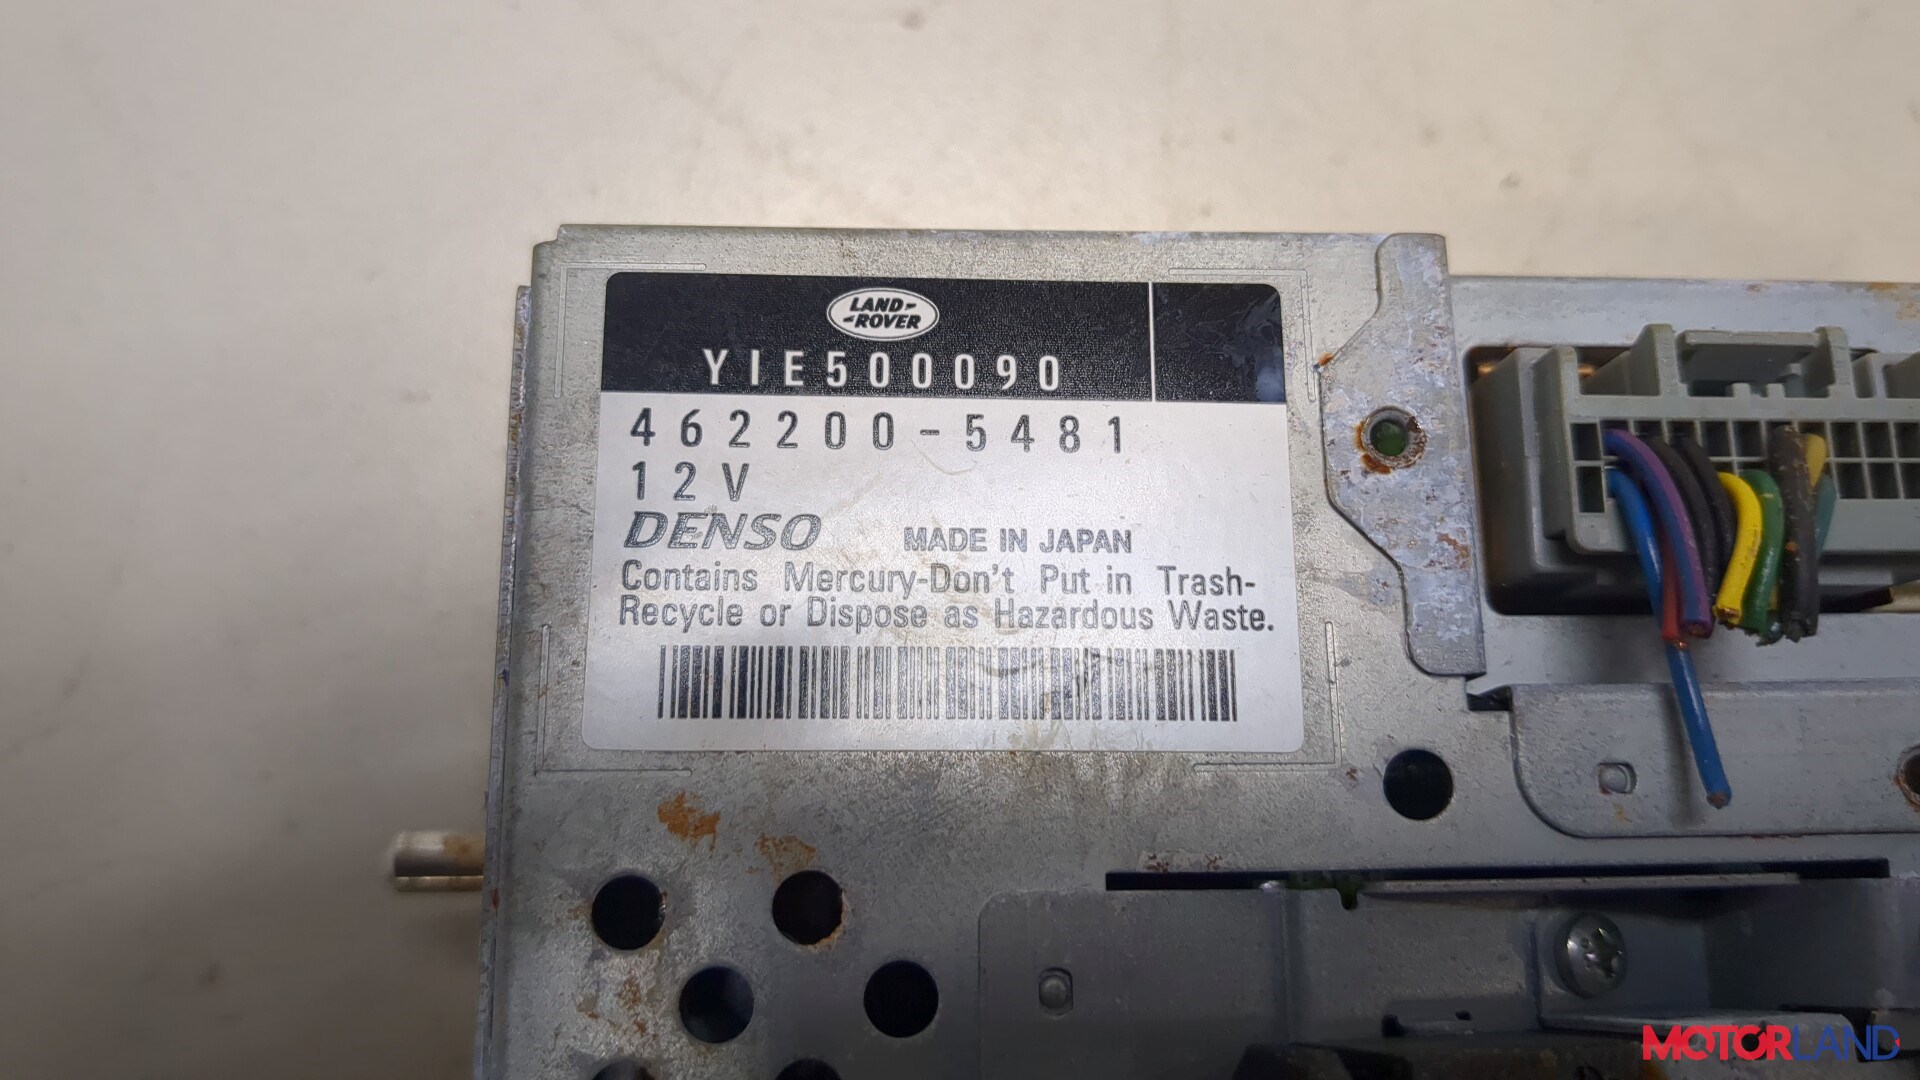 LAND-
-ROVER
YIE500090
462200-5481
12V
DENSO MADE IN JAPAN
Contains Mercury-Don't Put in Trash-
Recycle or Dispose as Hazardous Waste.
MOTORLAND